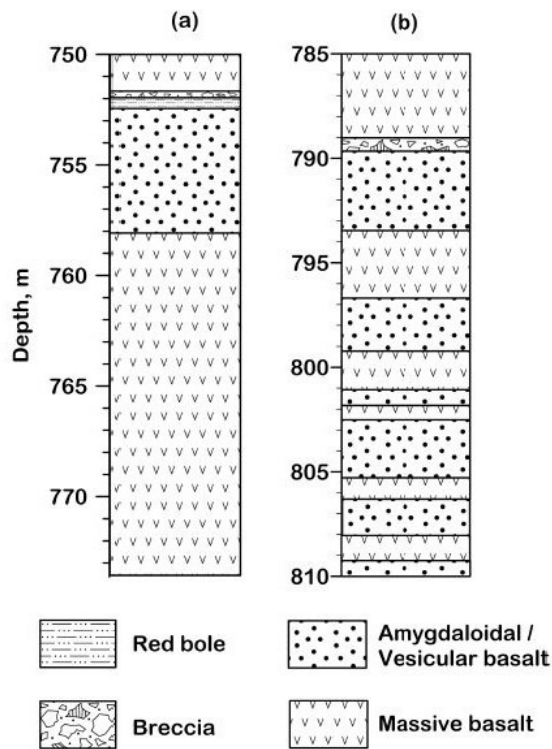 (a)
(b)
Depth, m
750
755
760
765
770
785
790
795
800
805
810
Red bole
Amygdaloidal /
Vesicular basalt
Breccia
Massive basalt